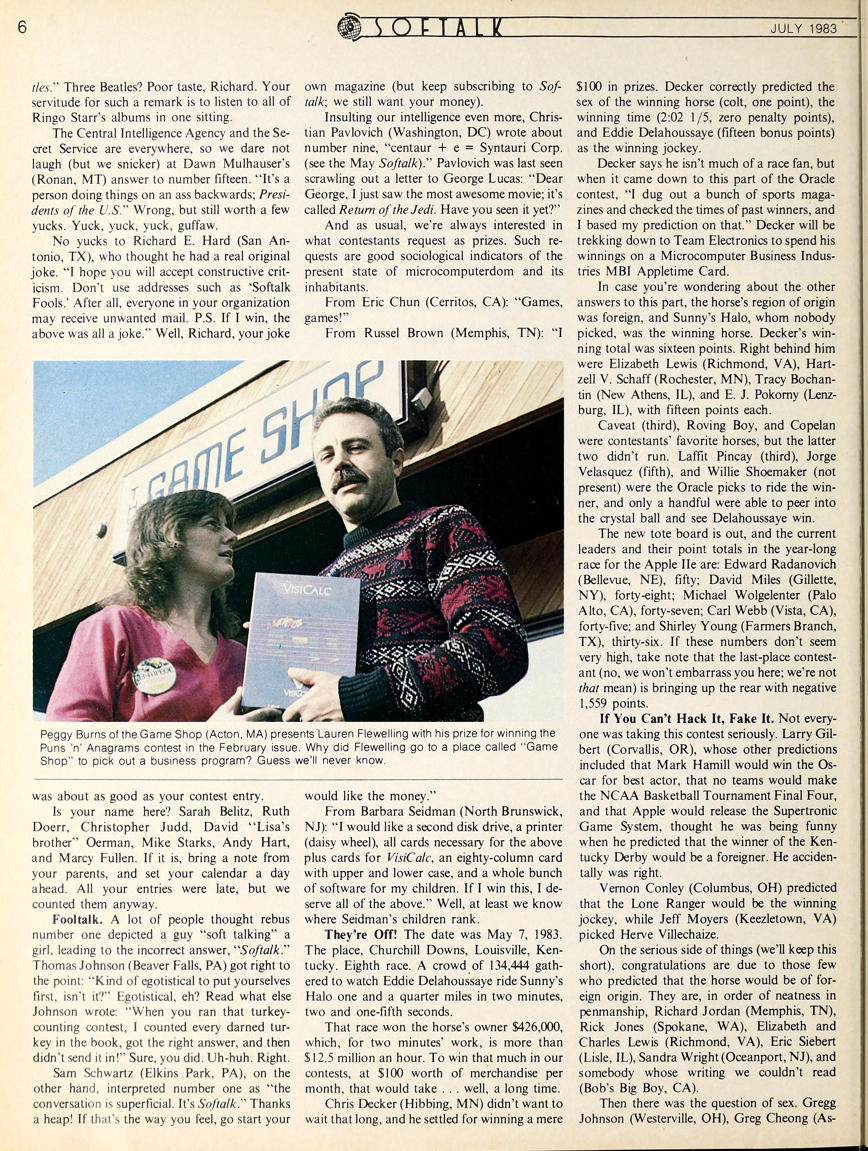 6
SOFTALK
JULY 1983
tles." Three Beatles? Poor taste, Richard. Your
servitude for such a remark is to listen to all of
Ringo Starr's albums in one sitting.
The Central Intelligence Agency and the Se-
cret Service are everywhere, so we dare not
laugh (but we snicker) at Dawn Mulhauser's
(Ronan, MT) answer to number fifteen. "It's a
person doing things on an ass backwards; Presi-
dents of the U.S." Wrong, but still worth a few
yucks. Yuck, yuck, yuck, guffaw.
No yucks to Richard E. Hard (San An-
tonio, TX), who thought he had a real original
joke. "I hope you will accept constructive crit-
icism. Don't use addresses such as 'Softalk
Fools.' After all, everyone in your organization
may receive unwanted mail. P.S. If I win, the
above was all a joke." Well, Richard, your joke
own magazine (but keep subscribing to Sof-
talk; we still want your money).
Insulting our intelligence even more, Chris-
tian Pavlovich (Washington, DC) wrote about
number nine, "centaur + e = Syntauri Corp.
(see the May Softalk)." Pavlovich was last seen
scrawling out a letter to George Lucas: "Dear
George, I just saw the most awesome movie; it's
called Return of the Jedi. Have you seen it yet?"
And as usual, we're always interested in
what contestants request as prizes. Such re-
quests are good sociological indicators of the
present state of microcomputerdom and its
inhabitants.
From Eric Chun (Cerritos, CA): "Games,
games!"
From Russel Brown (Memphis, TN): "I
THE GAME SHOP
VISICALC
Peggy Burns of the Game Shop (Acton, MA) presents Lauren Flewelling with his prize for winning the
Puns 'n' Anagrams contest in the February issue. Why did Flewelling go to a place called "Game
Shop" to pick out a business program? Guess we'll never know.
was about as good as your contest entry.
Is your name here? Sarah Belitz, Ruth
Doerr, Christopher Judd, David "Lisa's
brother" Oerman, Mike Starks, Andy Hart,
and Marcy Fullen. If it is, bring a note from
your parents, and set your calendar a day
ahead. All your entries were late, but we
counted them anyway.
Fooltalk. A lot of people thought rebus
number one depicted a guy "soft talking" a
girl, leading to the incorrect answer, "Softalk."
Thomas Johnson (Beaver Falls, PA) got right to
the point: "Kind of egotistical to put yourselves
first, isn't it?" Egotistical, eh? Read what else
Johnson wrote: "When you ran that turkey-
counting contest, I counted every darned tur-
key in the book, got the right answer, and then
didn't send it in!" Sure, you did. Uh-huh. Right.
Sam Schwartz (Elkins Park, PA), on the
other hand, interpreted number one as "the
conversation is superficial. It's Softalk." Thanks
a heap! If that's the way you feel, go start your
would like the money."
From Barbara Seidman (North Brunswick,
NJ): "I would like a second disk drive, a printer
(daisy wheel), all cards necessary for the above
plus cards for VisiCalc, an eighty-column card
with upper and lower case, and a whole bunch
of software for my children. If I win this, I de-
serve all of the above." Well, at least we know
where Seidman's children rank.
They're Off! The date was May 7, 1983.
The place, Churchill Downs, Louisville, Ken-
tucky. Eighth race. A crowd of 134,444 gath-
ered to watch Eddie Delahoussaye ride Sunny's
Halo one and a quarter miles in two minutes,
two and one-fifth seconds.
That race won the horse's owner $426,000,
which, for two minutes' work, is more than
$12.5 million an hour. To win that much in our
contests, at $100 worth of merchandise per
month, that would take . . . well, a long time.
Chris Decker (Hibbing, MN) didn't want to
wait that long, and he settled for winning a mere
$100 in prizes. Decker correctly predicted the
sex of the winning horse (colt, one point), the
winning time (2:02 1/5, zero penalty points),
and Eddie Delahoussaye (fifteen bonus points)
as the winning jockey.
Decker says he isn't much of a race fan, but
when it came down to this part of the Oracle
contest, "I dug out a bunch of sports maga-
zines and checked the times of past winners, and
I based my prediction on that." Decker will be
trekking down to Team Electronics to spend his
winnings on a Microcomputer Business Indus-
tries MBI Appletime Card.
In case you're wondering about the other
answers to this part, the horse's region of origin
was foreign, and Sunny's Halo, whom nobody
picked, was the winning horse. Decker's win-
ning total was sixteen points. Right behind him
were Elizabeth Lewis (Richmond, VA), Hart-
zell V. Schaff (Rochester, MN), Tracy Bochan-
tin (New Athens, IL), and E. J. Pokorny (Lenz-
burg, IL), with fifteen points each.
Caveat (third), Roving Boy, and Copelan
were contestants' favorite horses, but the latter
two didn't run. Laffit Pincay (third), Jorge
Velasquez (fifth), and Willie Shoemaker (not
present) were the Oracle picks to ride the win-
ner, and only a handful were able to peer into
the crystal ball and see Delahoussaye win.
The new tote board is out, and the current
leaders and their point totals in the year-long
race for the Apple IIe are: Edward Radanovich
(Bellevue, NE), fifty; David Miles (Gillette,
NY), forty-eight; Michael Wolgelenter (Palo
Alto, CA), forty-seven; Carl Webb (Vista, CA),
forty-five; and Shirley Young (Farmers Branch,
TX), thirty-six. If these numbers don't seem
very high, take note that the last-place contest-
ant (no, we won't embarrass you here; we're not
that mean) is bringing up the rear with negative
1,559 points.
If You Can't Hack It, Fake It. Not every-
one was taking this contest seriously. Larry Gil-
bert (Corvallis, OR), whose other predictions
included that Mark Hamill would win the Os-
car for best actor, that no teams would make
the NCAA Basketball Tournament Final Four,
and that Apple would release the Supertronic
Game System, thought he was being funny
when he predicted that the winner of the Ken-
tucky Derby would be a foreigner. He acciden-
tally was right.
Vernon Conley (Columbus, OH) predicted
that the Lone Ranger would be the winning
jockey, while Jeff Moyers (Keezletown, VA)
picked Herve Villechaize.
On the serious side of things (we'll keep this
short), congratulations are due to those few
who predicted that the horse would be of for-
eign origin. They are, in order of neatness in
penmanship, Richard Jordan (Memphis, TN),
Rick Jones (Spokane, WA), Elizabeth and
Charles Lewis (Richmond, VA), Eric Siebert
(Lisle, IL), Sandra Wright (Oceanport, NJ), and
somebody whose writing we couldn't read
(Bob's Big Boy, CA).
Then there was the question of sex. Gregg
Johnson (Westerville, OH), Greg Cheong (As-